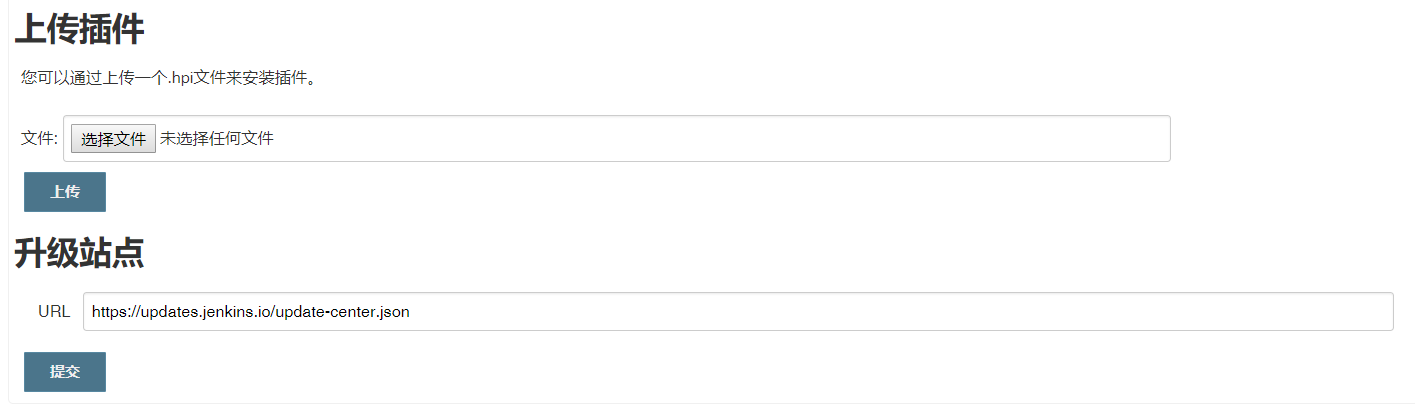 上传插件
您可以通过上传一个.hpi文件来安装插件。
文件: 选择文件 未选择任何文件
上传
升级站点
URL https://updates.jenkins.io/update-center.json
提交